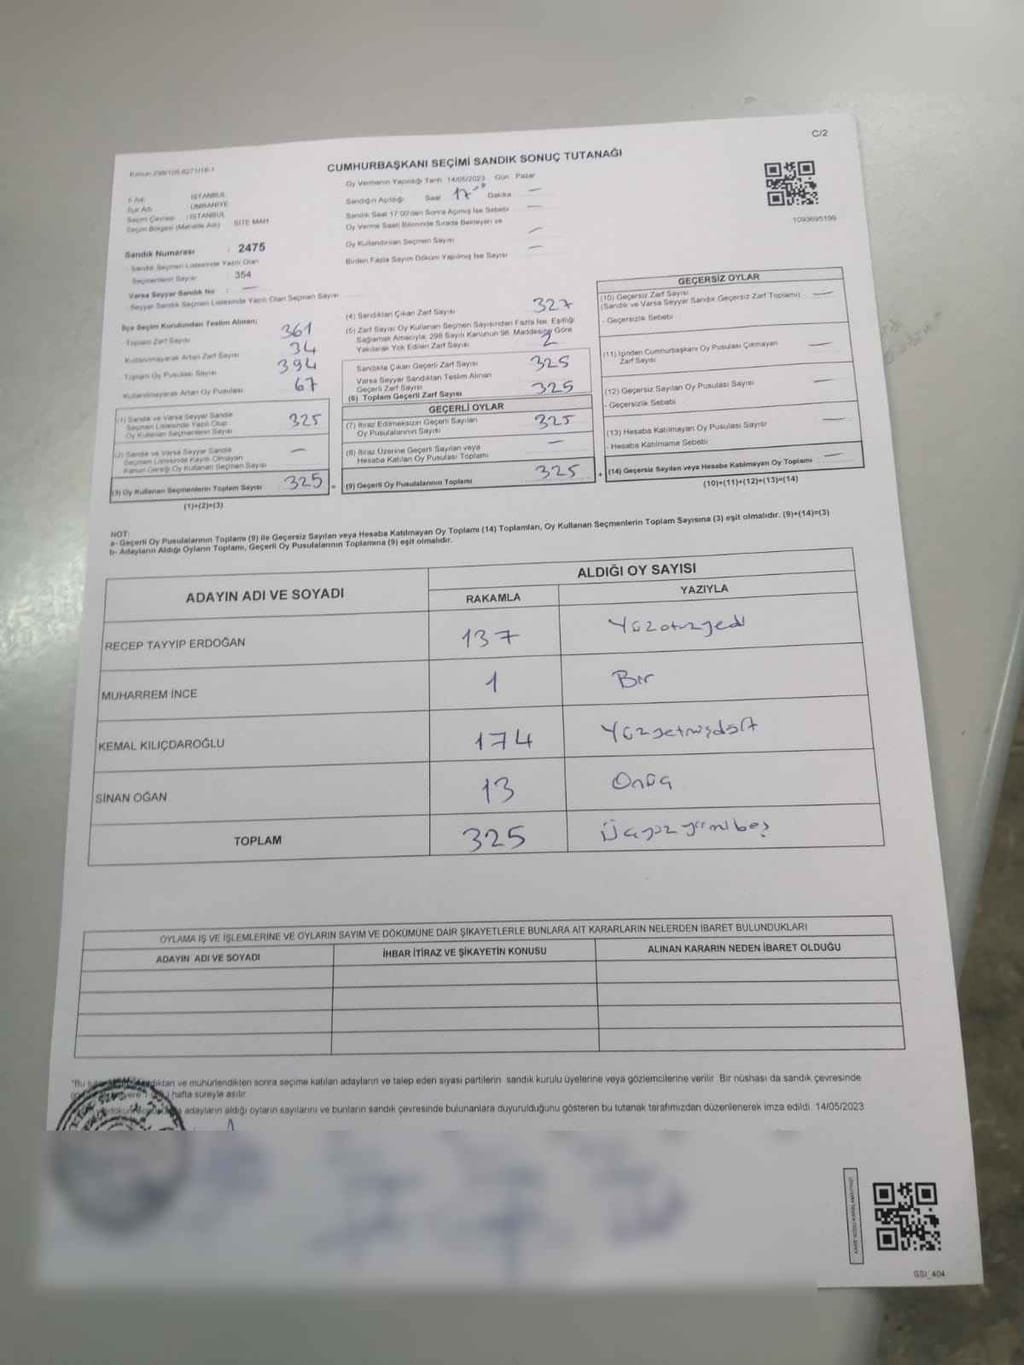 C/2
CUMHURBAŞKANI SEÇİMİ SANDIK SONUÇ TUTANAĞI
Oy Vermenin Yapıldığı Tarih 14/05/2023 Gün Pazar
Sandığın Açıldığı Saat 17 Dakika —
Sandık Saat 17.00'den Sonra Açılmış İse Sebebi —
Oy Verme Saati Bitiminde Sırada Bekleyen ve
Oy Kullandırılan Seçmen Sayısı —
Birden Fazla Sayım Döküm Yapılmış İse Sayısı —
1093695196
İSTANBUL
ÜMRANİYE
Seçim Çevresi : İSTANBUL
SİTE MAH
Sandık Numarası : 2475
Sandık Seçmen Listesinde Yazılı Olan
Seçmenlerin Sayısı : 354
Varsa Seyyar Sandık No : —
Seyyar Sandık Seçmen Listesinde Yazılı Olan Seçmen Sayısı
İlçe Seçim Kurulundan Teslim Alınan;
Toplam Zarf Sayısı 361
Kullanılmayarak Artan Zarf Sayısı 34
Toplam Oy Pusulası Sayısı 394
Kullanılmayarak Artan Oy Pusulası 67
(1) Sandık ve Varsa Seyyar Sandık
Seçmen Listesinde Yazılı Olup
Oy Kullanan Seçmenlerin Sayısı 325
(2) Sandık ve Varsa Seyyar Sandık
Seçmen Listesinde Kayıtlı Olmayan
Kanun Gereği Oy Kullanan Seçmen Sayısı —
(3) Oy Kullanan Seçmenlerin Toplam Sayısı 325 =
(1)+(2)=(3)
(4) Sandıktan Çıkan Zarf Sayısı 327
(5) Zarf Sayısı Oy Kullanan Seçmen Sayısından Fazla İse, Eşitliği
Sağlamak Amacıyla; 298 Sayılı Kanunun 98. Maddesine Göre
Yakılarak Yok Edilen Zarf Sayısı 2
Sandıkta Çıkan Geçerli Zarf Sayısı 325
Varsa Seyyar Sandıktan Teslim Alınan
Geçerli Zarf Sayısı
(6) Toplam Geçerli Zarf Sayısı 325
GEÇERLİ OYLAR
(7) İtiraz Edilmeksizin Geçerli Sayılan
Oy Pusulalarının Sayısı 325
(8) İtiraz Üzerine Geçerli Sayılan veya
Hesaba Katılan Oy Pusulası Toplamı —
(9) Geçerli Oy Pusulalarının Toplamı 325 +
GEÇERSİZ OYLAR
(10) Geçersiz Zarf Sayısı —
(Sandık ve Varsa Seyyar Sandık Geçersiz Zarf Toplamı)
- Geçersizlik Sebebi
(11) İçinden Cumhurbaşkanı Oy Pusulası Çıkmayan
Zarf Sayısı —
(12) Geçersiz Sayılan Oy Pusulası Sayısı —
- Geçersizlik Sebebi
(13) Hesaba Katılmayan Oy Pusulası Sayısı —
- Hesaba Katılmama Sebebi
(14) Geçersiz Sayılan veya Hesaba Katılmayan Oy Toplamı —
(10)+(11)+(12)+(13)=(14)
NOT:
a- Geçerli Oy Pusulalarının Toplamı (9) ile Geçersiz Sayılan veya Hesaba Katılmayan Oy Toplamı (14) Toplamları, Oy Kullanan Seçmenlerin Toplam Sayısına (3) eşit olmalıdır. (9)+(14)=(3)
b- Adayların Aldığı Oyların Toplamı, Geçerli Oy Pusulalarının Toplamına (9) eşit olmalıdır.
ADAYIN ADI VE SOYADI ALDIĞI OY SAYISI
RAKAMLA YAZIYLA
RECEP TAYYİP ERDOĞAN 137 Yüzotuzyedi
MUHARREM İNCE 1 Bir
KEMAL KILIÇDAROĞLU 174 Yüzyetmişdört
SİNAN OĞAN 13 Onüç
TOPLAM 325 Üçyüzyirmibeş
OYLAMA İŞ VE İŞLEMLERİNE VE OYLARIN SAYIM VE DÖKÜMÜNE DAİR ŞİKAYETLERLE BUNLARA AİT KARARLARIN NELERDEN İBARET BULUNDUKLARI
ADAYIN ADI VE SOYADI İHBAR İTİRAZ VE ŞİKAYETİN KONUSU ALINAN KARARIN NEDEN İBARET OLDUĞU
"Bu ve mühürlendikten sonra seçime katılan adayların ve talep eden siyasi partilerin sandık kurulu üyelerine veya gözlemcilerine verilir. Bir nüshası da sandık çevresinde
hafta süreyle asılır.
adayların aldığı oyların sayılarını ve bunların sandık çevresinde bulunanlara duyurulduğunu gösteren bu tutanak tarafımızdan düzenlenerek imza edildi. 14/05/2023
GSI_404